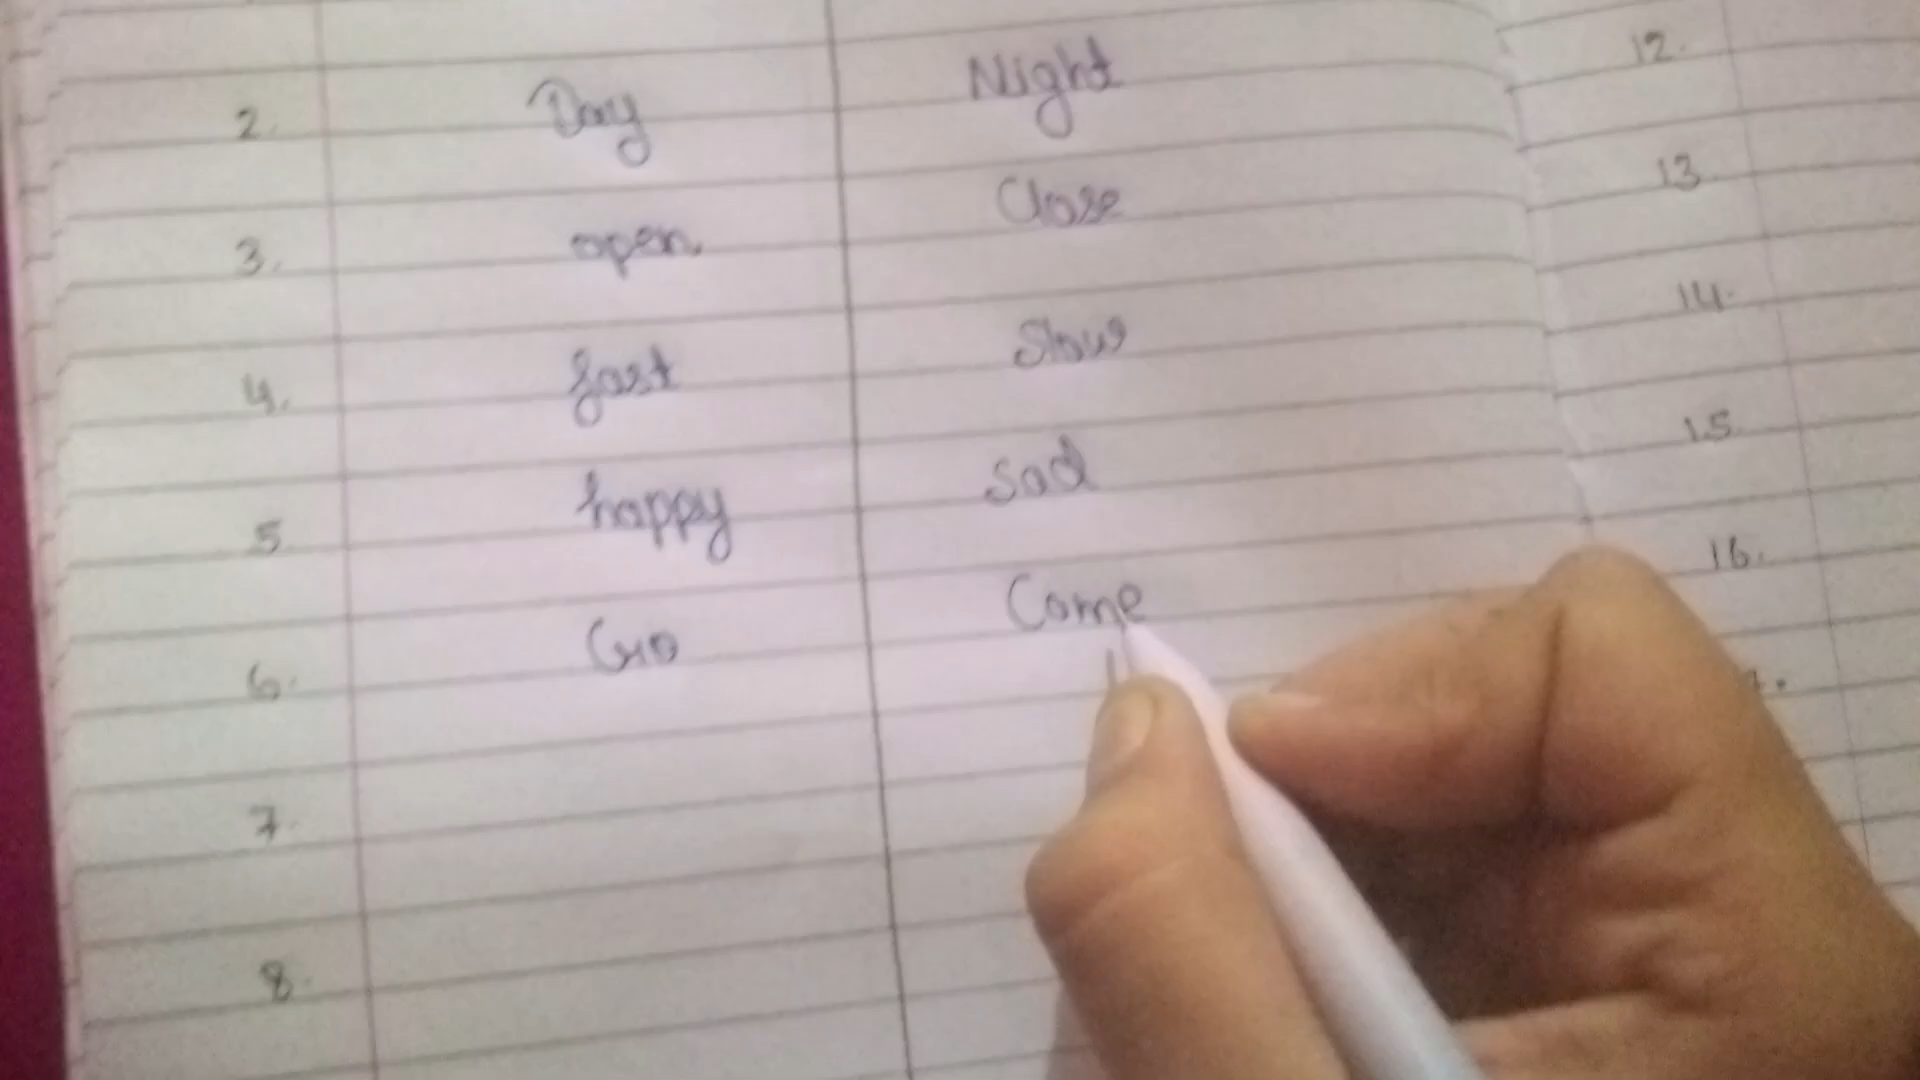 2. Day Night
3. open. Close
4. fast Slow
5 happy Sad
6. Go Come
7.
8.
12.
13.
14.
15.
16.